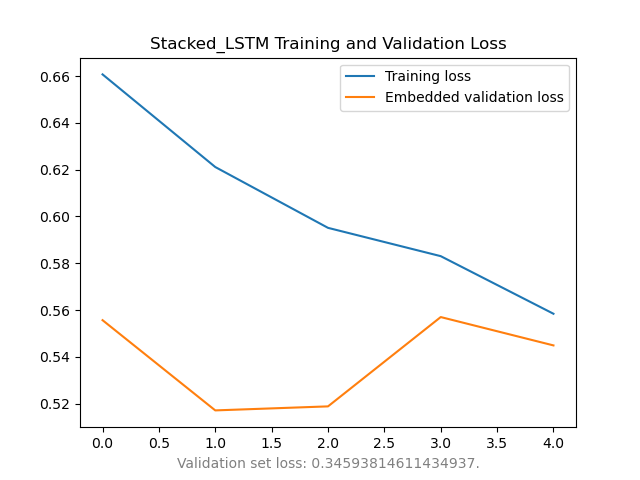 Stacked_LSTM Training and Validation Loss
Training loss
Embedded validation loss
0.66
0.64
0.62
0.60
0.58
0.56
0.54
0.52
0.0 0.5 1.0 1.5 2.0 2.5 3.0 3.5 4.0
Validation set loss: 0.34593814611434937.